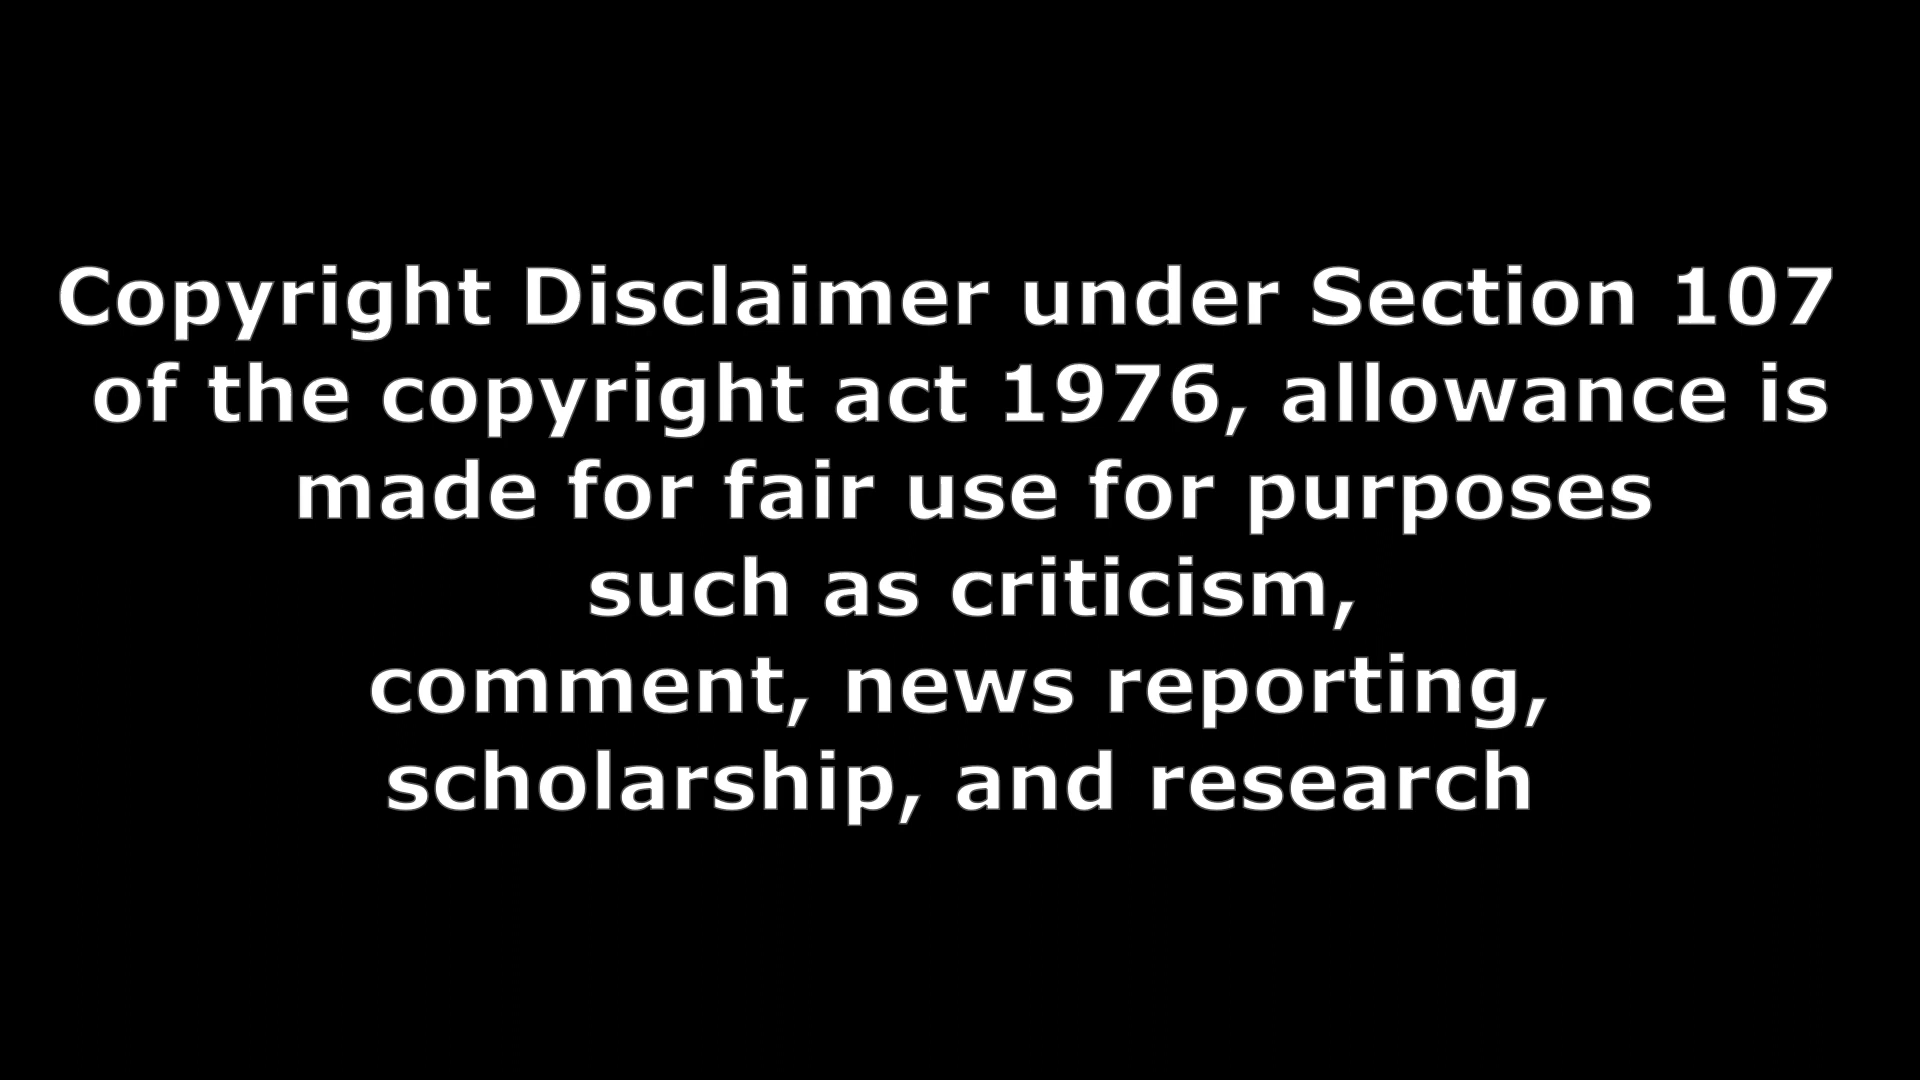 Copyright Disclaimer under Section 107
of the copyright act 1976, allowance is
made for fair use for purposes
such as criticism,
comment, news reporting,
scholarship, and research